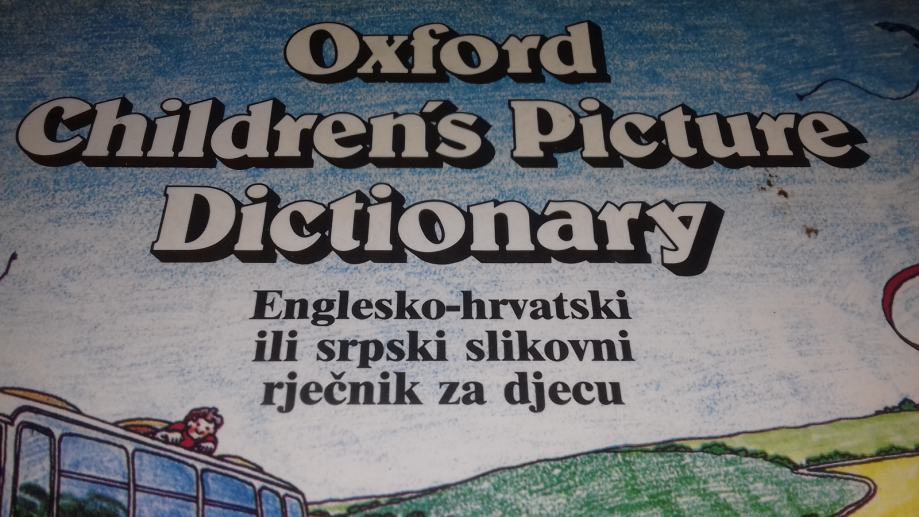 Oxford
Children's Picture
Dictionary
Englesko-hrvatski
ili srpski slikovni
rječnik za djecu